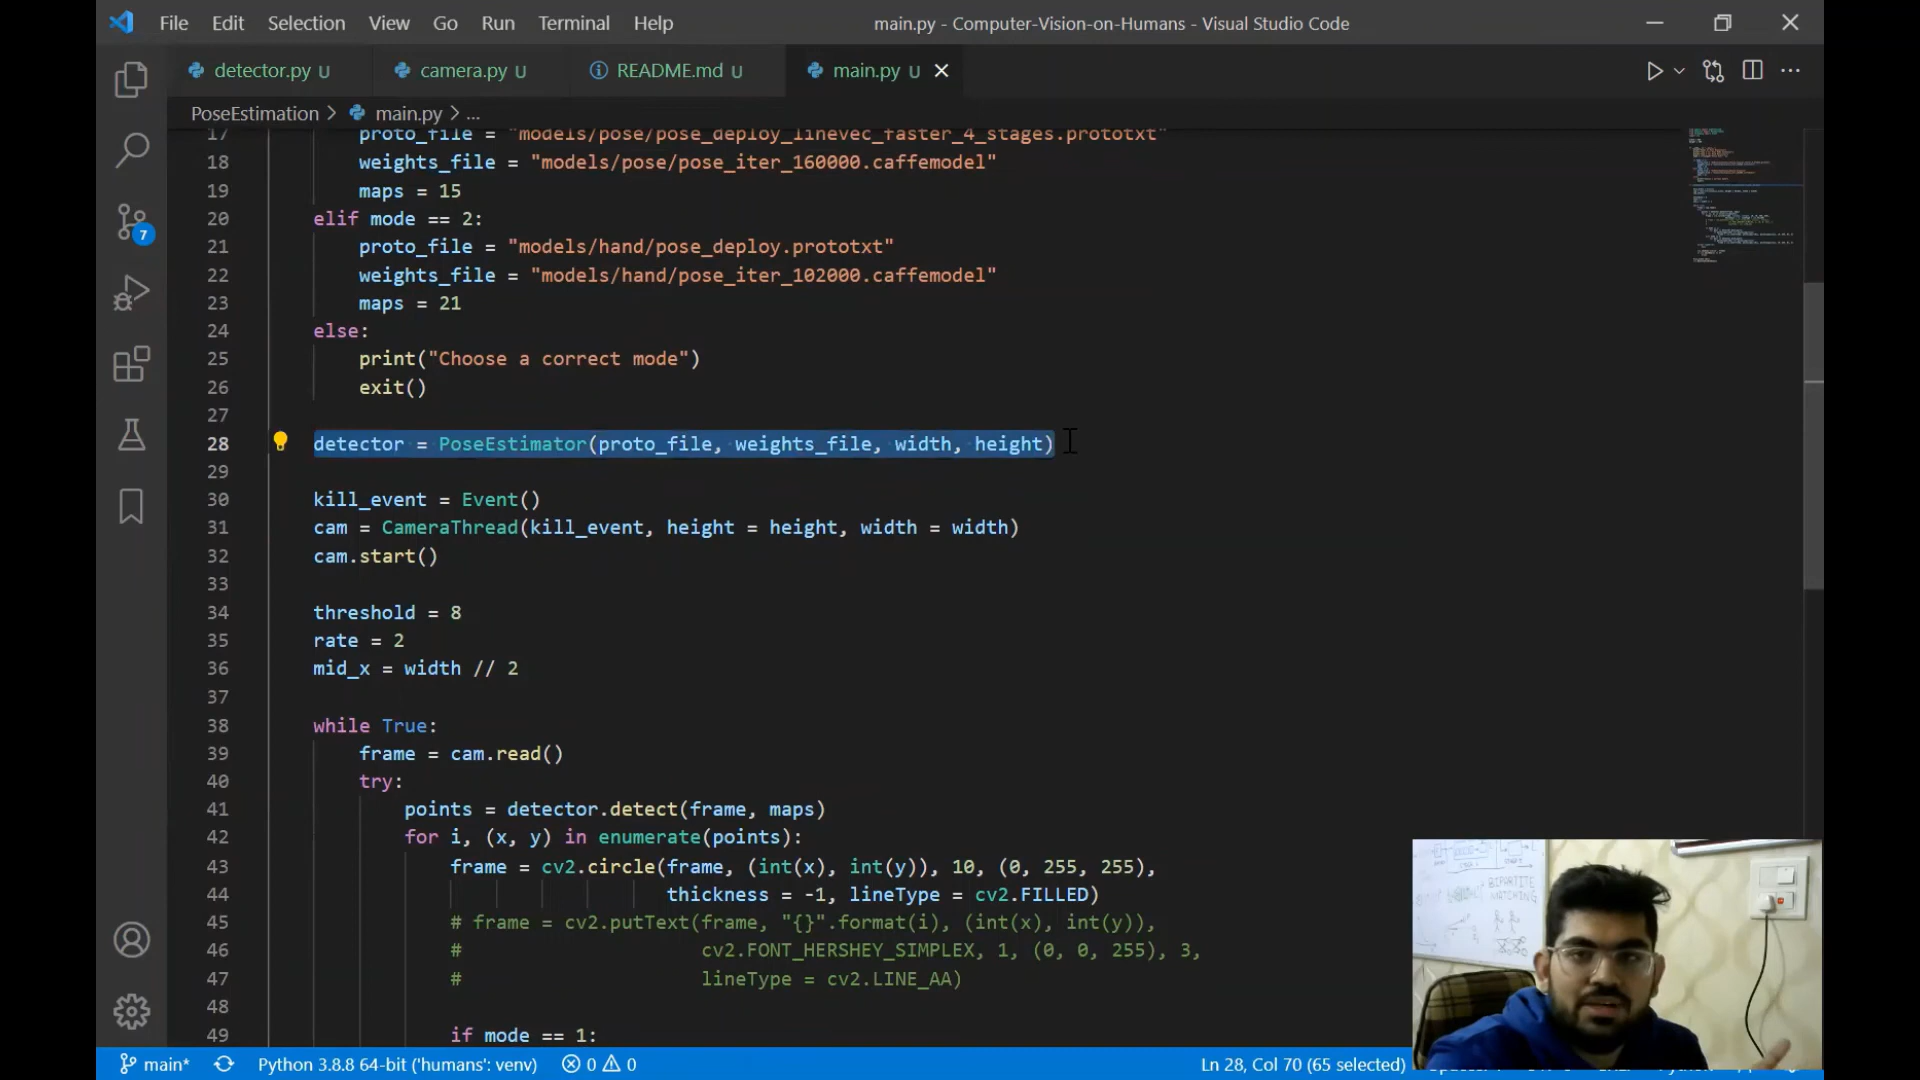 File Edit Selection View Go Run Terminal Help
main.py - Computer-Vision-on-Humans - Visual Studio Code
detector.py U
camera.py U
README.md U
main.py U
PoseEstimation > main.py > ...
17 proto_file = "models/pose/pose_deploy_linevec_faster_4_stages.prototxt"
18 weights_file = "models/pose/pose_iter_160000.caffemodel"
19 maps = 15
20 elif mode == 2:
21 proto_file = "models/hand/pose_deploy.prototxt"
22 weights_file = "models/hand/pose_iter_102000.caffemodel"
23 maps = 21
24 else:
25 print("Choose a correct mode")
26 exit()
27
28 detector = PoseEstimator(proto_file, weights_file, width, height)
29
30 kill_event = Event()
31 cam = CameraThread(kill_event, height = height, width = width)
32 cam.start()
33
34 threshold = 8
35 rate = 2
36 mid_x = width // 2
37
38 while True:
39 frame = cam.read()
40 try:
41 points = detector.detect(frame, maps)
42 for i, (x, y) in enumerate(points):
43 frame = cv2.circle(frame, (int(x), int(y)), 10, (0, 255, 255),
44 thickness = -1, lineType = cv2.FILLED)
45 # frame = cv2.putText(frame, "{}".format(i), (int(x), int(y)),
46 # cv2.FONT_HERSHEY_SIMPLEX, 1, (0, 0, 255), 3,
47 # lineType = cv2.LINE_AA)
48
49 if mode == 1:
7
BIPARTITE
MATCHING
main* Python 3.8.8 64-bit ('humans': venv) 0 0 Ln 28, Col 70 (65 selected)